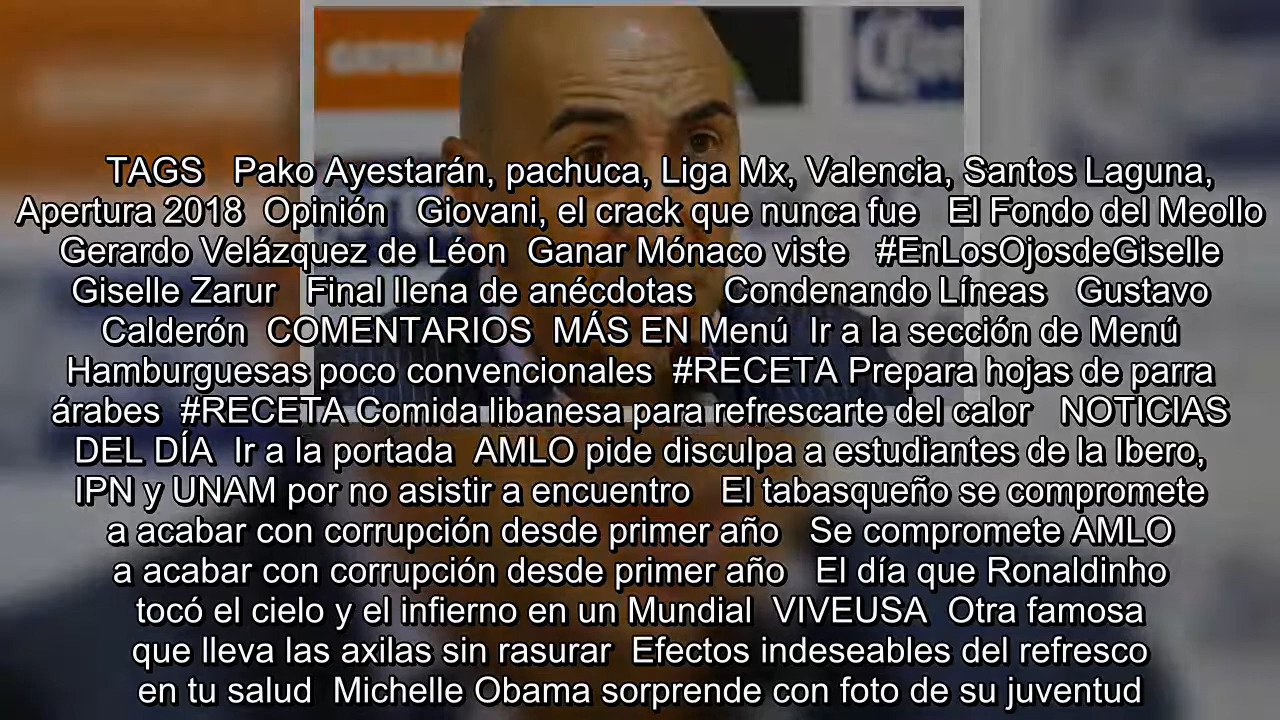 GATORA
TAGS Pako Ayestarán, pachuca, Liga Mx, Valencia, Santos Laguna,
Apertura 2018 Opinión Giovani, el crack que nunca fue El Fondo del Meollo
Gerardo Velázquez de Léon Ganar Mónaco viste #EnLosOjosdeGiselle
Giselle Zarur Final llena de anécdotas Condenando Líneas Gustavo
Calderón COMENTARIOS MÁS EN Menú Ir a la sección de Menú
Hamburguesas poco convencionales #RECETA Prepara hojas de parra
árabes #RECETA Comida libanesa para refrescarte del calor NOTICIAS
DEL DÍA Ir a la portada AMLO pide disculpa a estudiantes de la Ibero,
IPN y UNAM por no asistir a encuentro El tabasqueño se compromete
a acabar con corrupción desde primer año Se compromete AMLO
a acabar con corrupción desde primer año El día que Ronaldinho
tocó el cielo y el infierno en un Mundial VIVEUSA Otra famosa
que lleva las axilas sin rasurar Efectos indeseables del refresco
en tu salud Michelle Obama sorprende con foto de su juventud